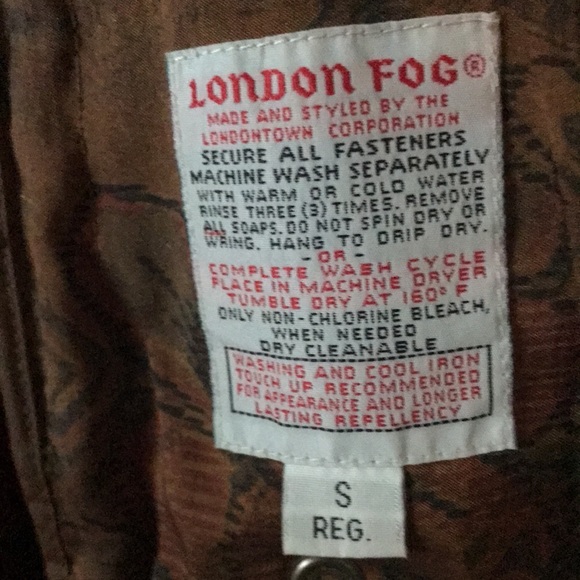 LONDON FOG®
MADE AND STYLED BY THE
LONDONTOWN CORPORATION
SECURE ALL FASTENERS
MACHINE WASH SEPARATELY
WITH WARM OR COLD WATER
RINSE THREE (3) TIMES. REMOVE
ALL SOAPS. DO NOT SPIN DRY OR
WRING. HANG TO DRIP DRY.
- OR -
COMPLETE WASH CYCLE
PLACE IN MACHINE DRYER
TUMBLE DRY AT 160° F
ONLY NON-CHLORINE BLEACH,
WHEN NEEDED
DRY CLEANABLE
WASHING AND COOL IRON
TOUCH UP RECOMMENDED
FOR APPEARANCE AND LONGER
LASTING REPELLENCY
S
REG.